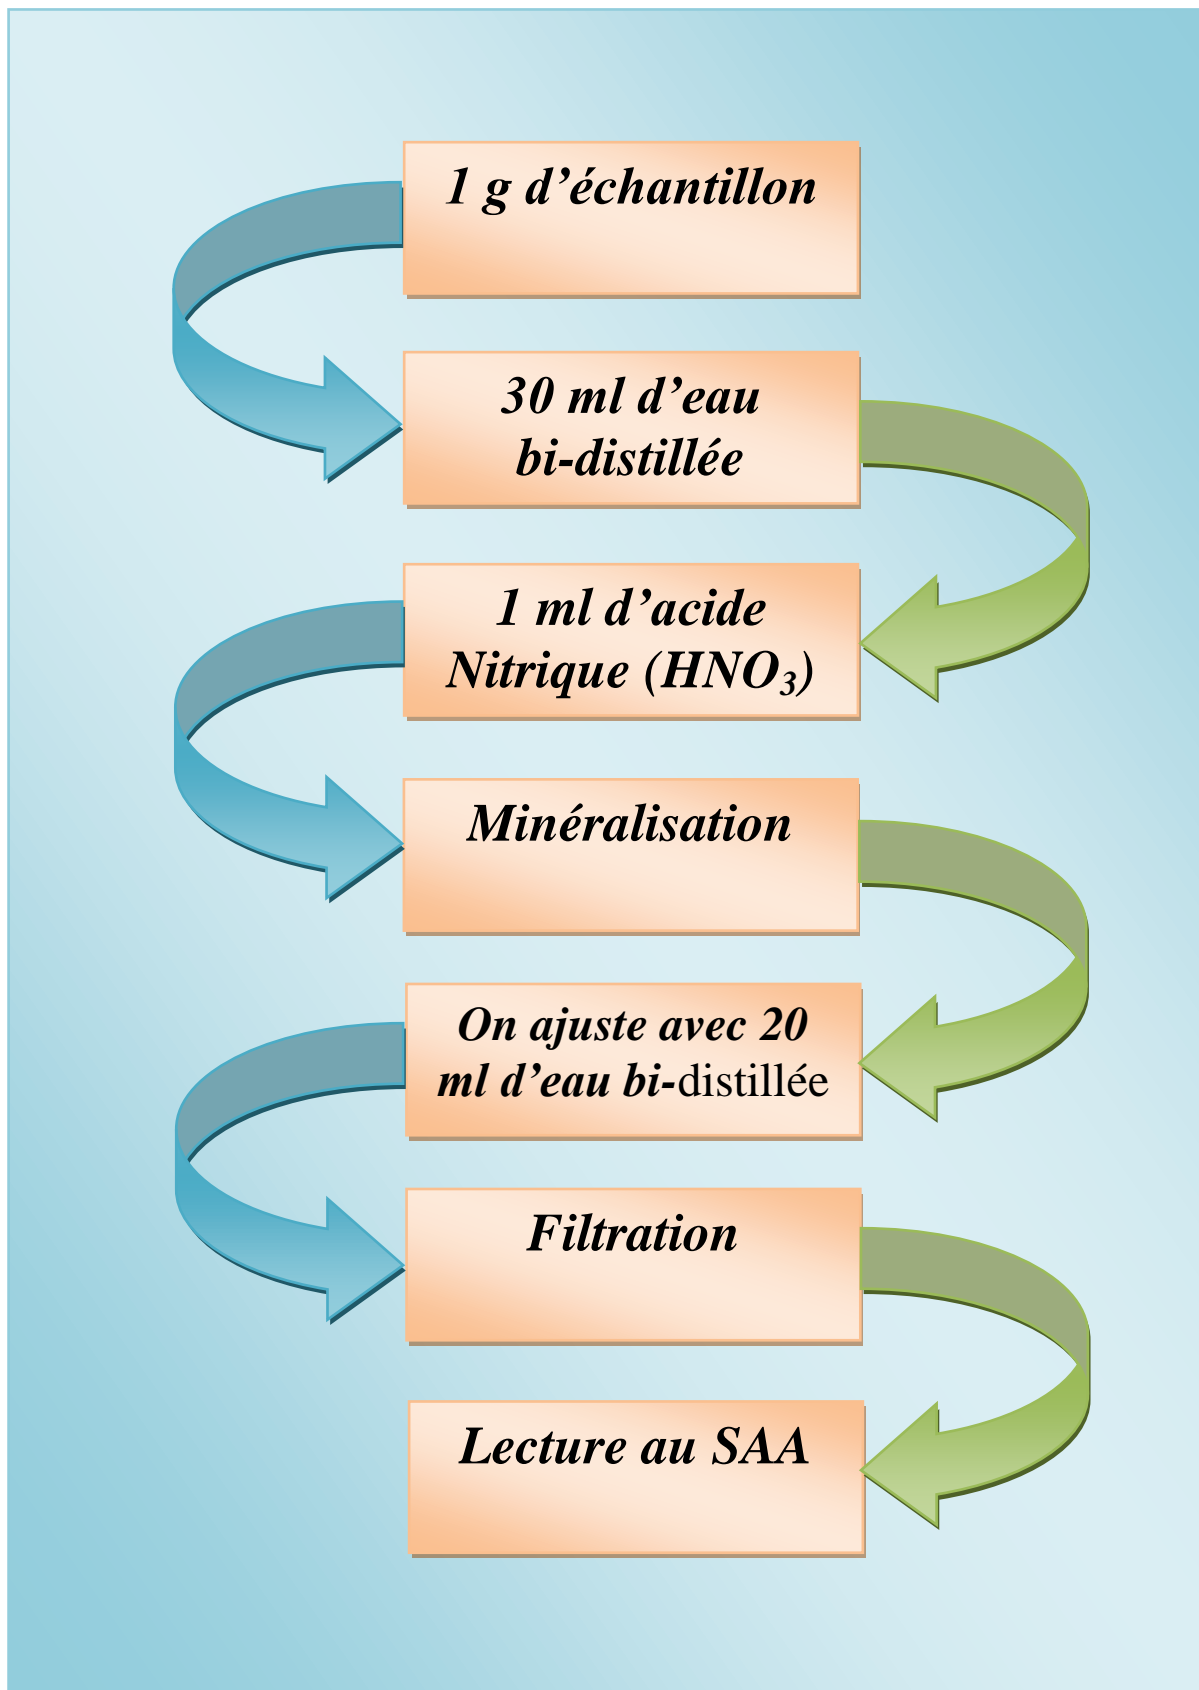 1 g d’échantillon
30 ml d’eau
bi-distillée
1 ml d’acide
Nitrique (HNO₃)
Minéralisation
On ajuste avec 20
ml d’eau bi-distillée
Filtration
Lecture au SAA